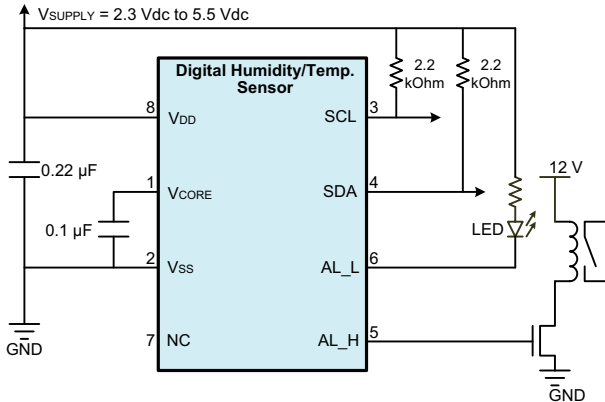 VSUPPLY = 2.3 Vdc to 5.5 Vdc
Digital Humidity/Temp.
Sensor
2.2
kOhm
2.2
kOhm
8 VDD
SCL 3
0.22 µF
1 VCORE
SDA 4
12 V
0.1 µF
LED
2 VSS
AL_L 6
7 NC
AL_H 5
GND
GND